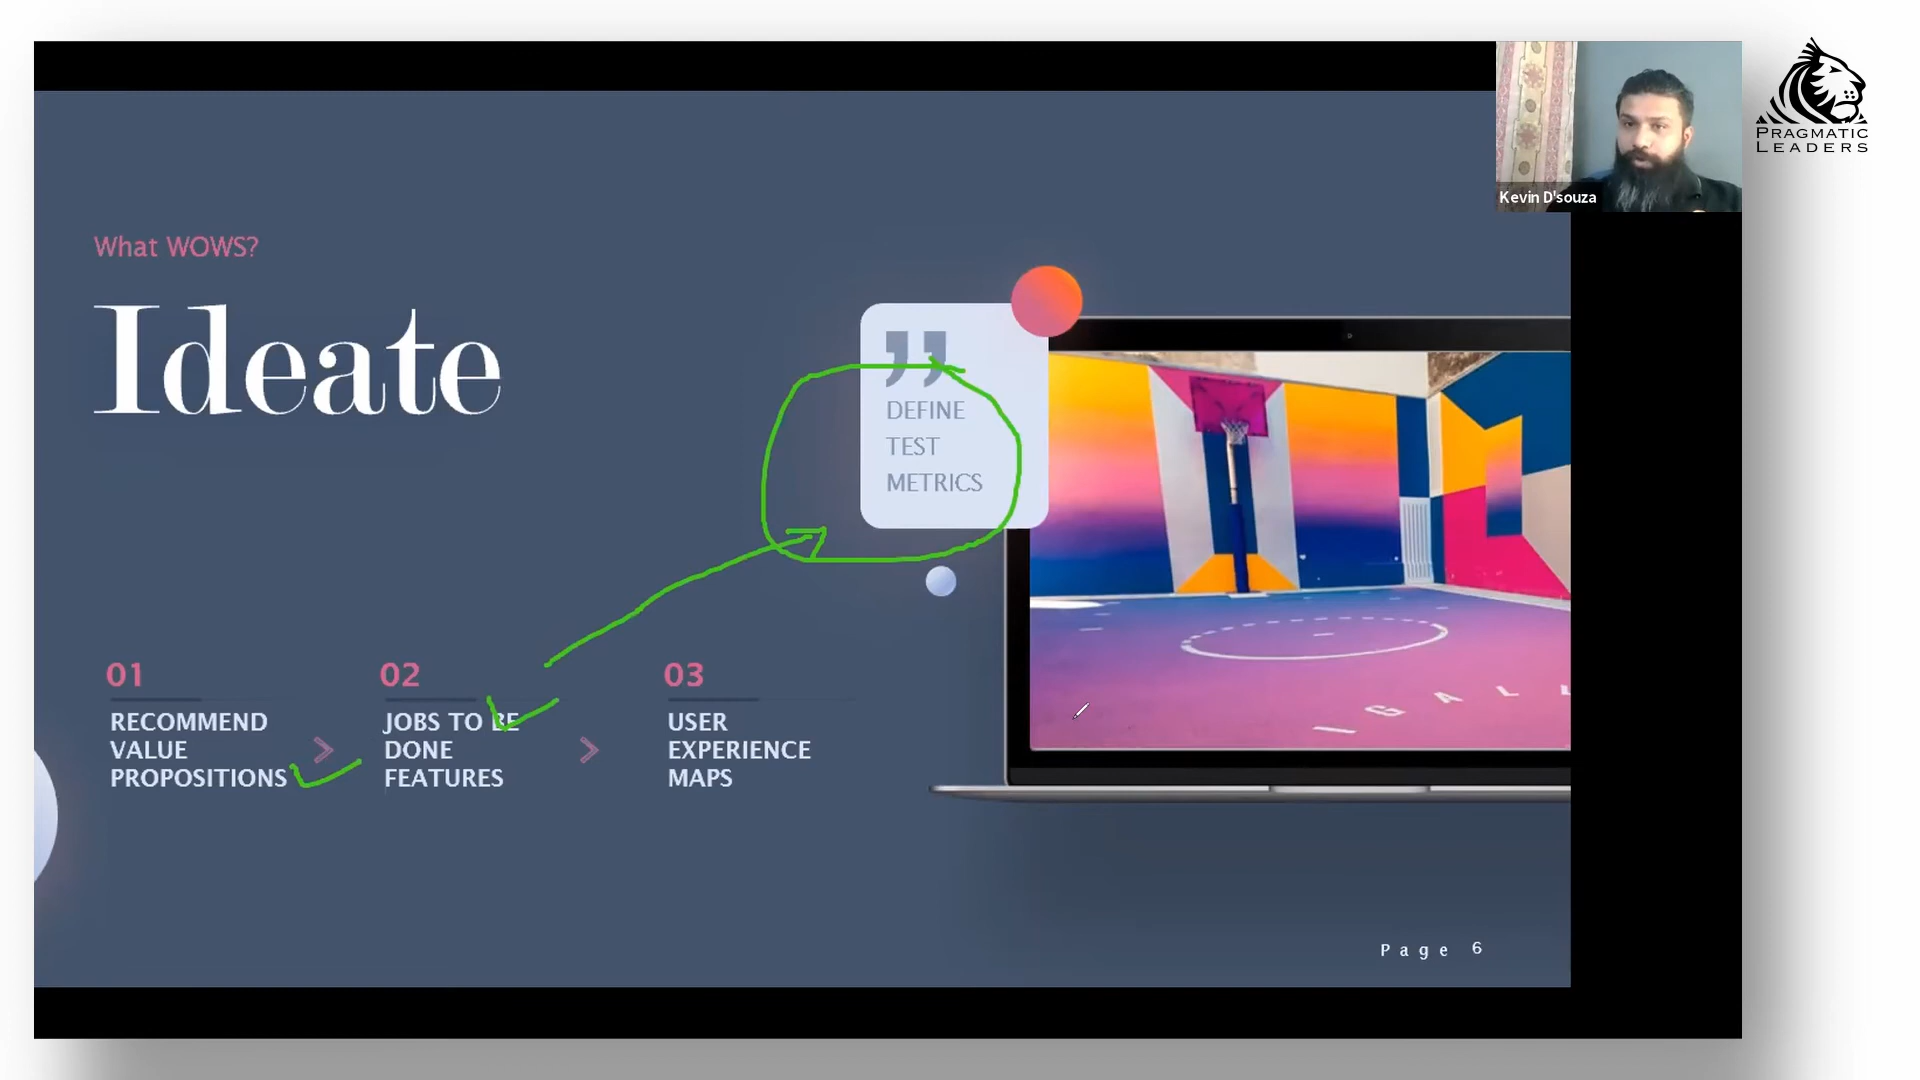 PRAGMATIC
LEADERS
Kevin D'souza
What WOWS?
Ideate
DEFINE
TEST
METRICS
01
RECOMMEND
VALUE
PROPOSITIONS
02
JOBS TO BE
DONE
FEATURES
03
USER
EXPERIENCE
MAPS
Page 6